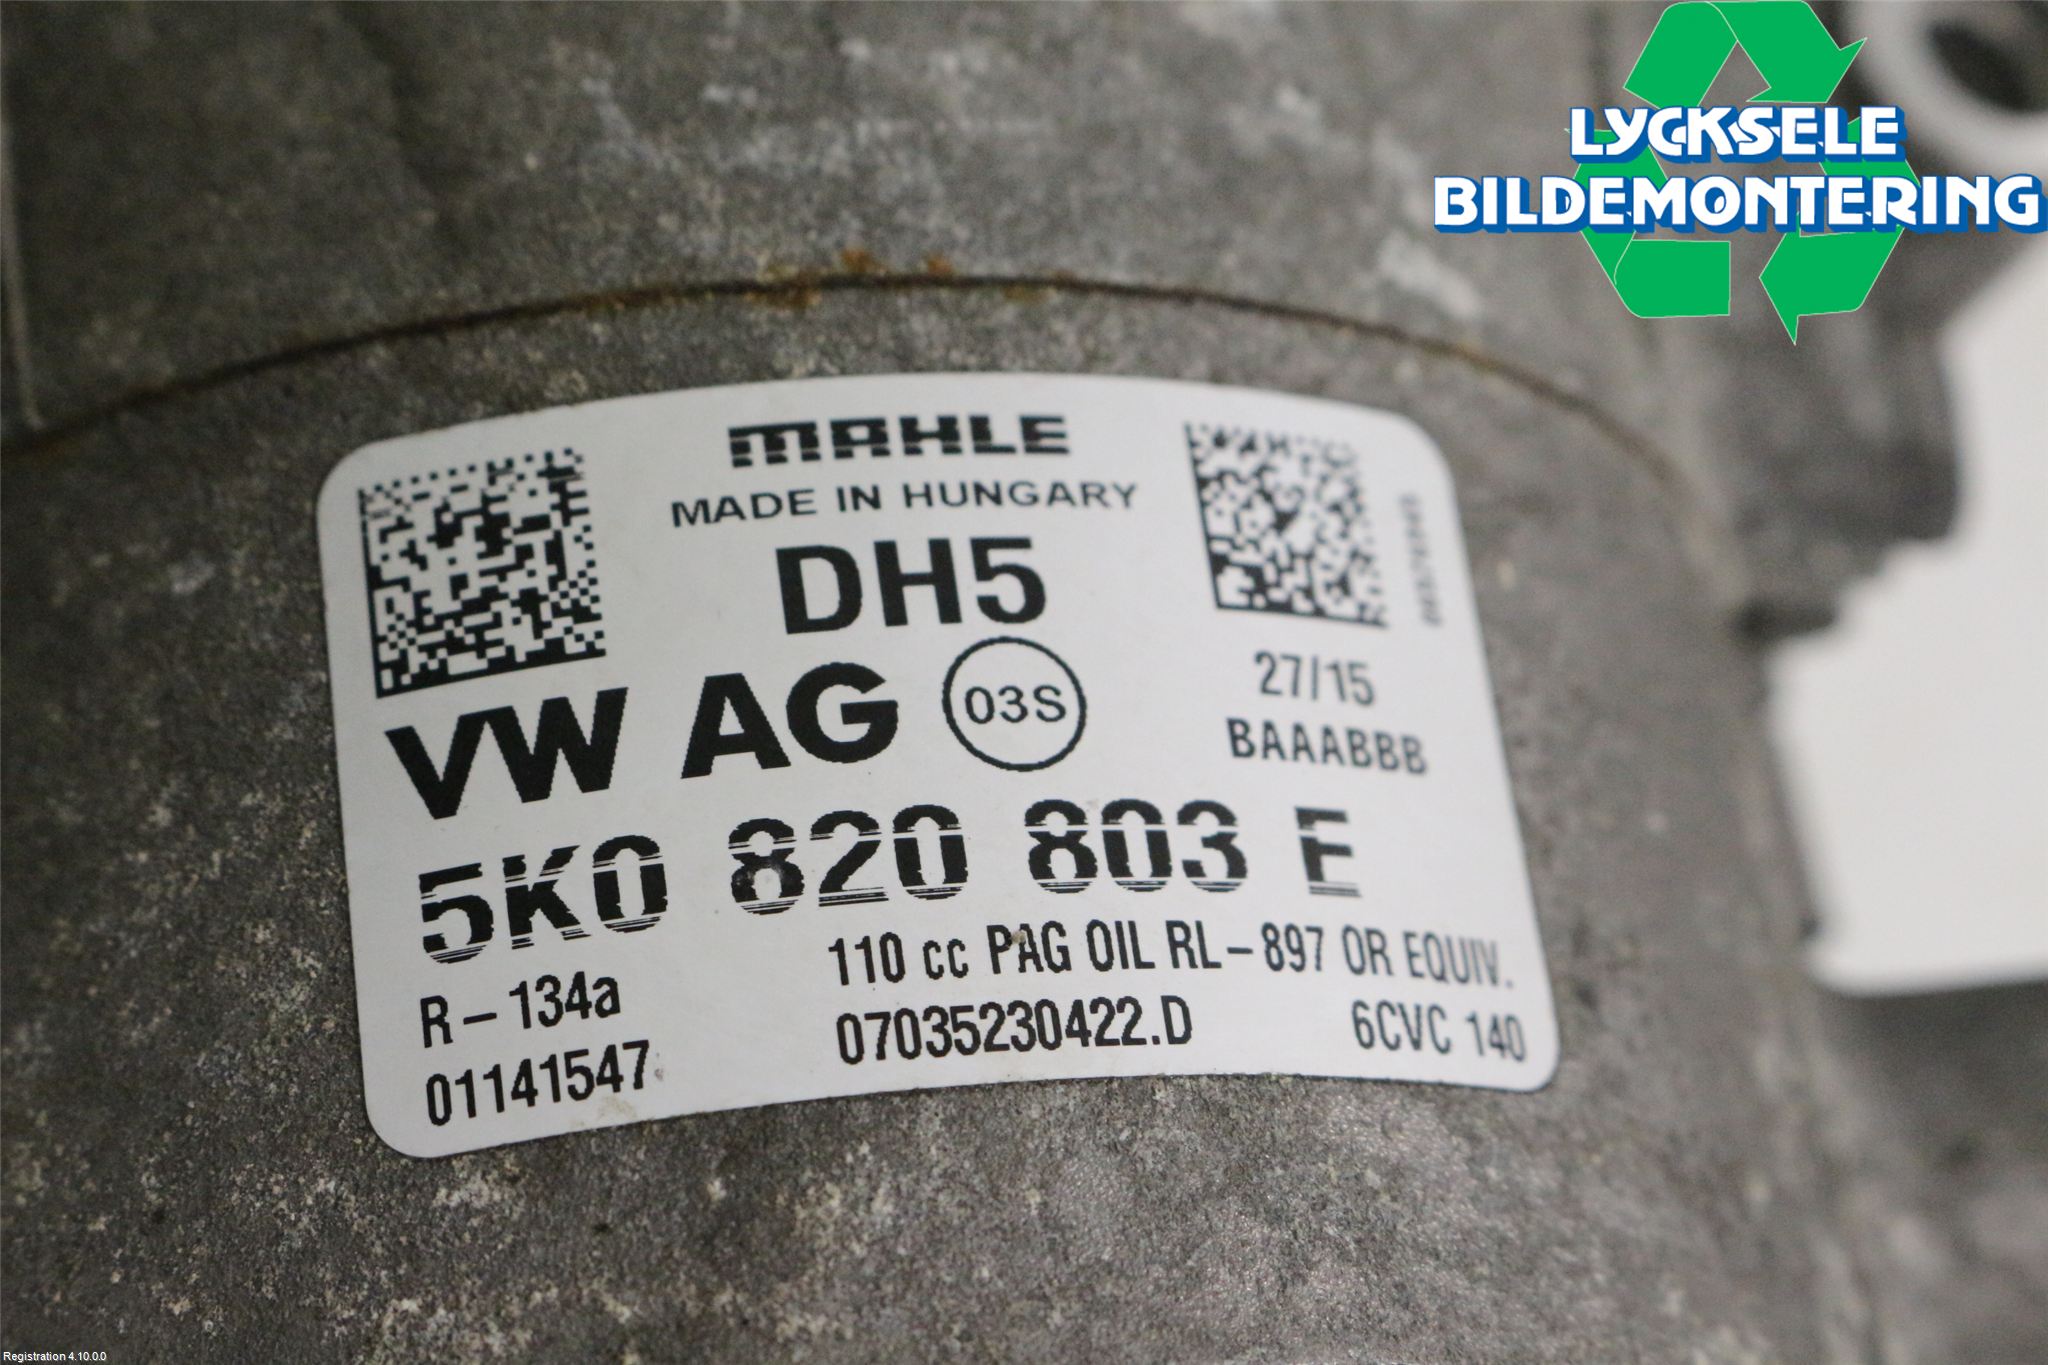 LYCKSELE
BILDEMONTERING
MAHLE
MADE IN HUNGARY
DH5
VW AG 03S
27/15
BAAABBB
5K0 820 803 E
110 cc PAG OIL RL-897 OR EQUIV.
R-134a
07035230422.D
6CVC 140
01141547
Registration 4.10.0.0